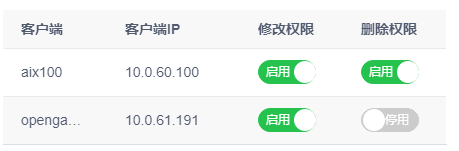 客户端 客户端IP 修改权限 删除权限
aix100 10.0.60.100 启用 启用
openga... 10.0.61.191 启用 停用